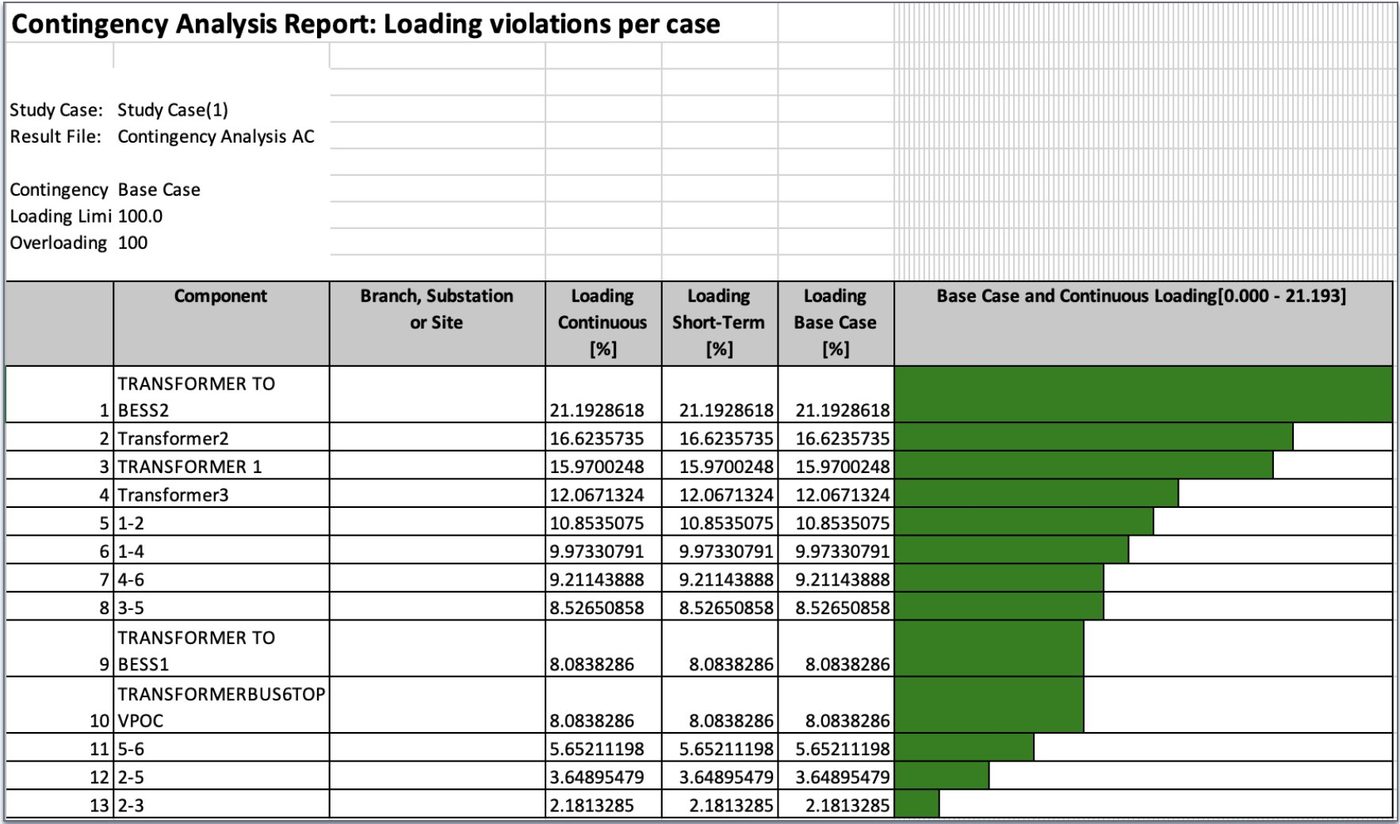 Contingency Analysis Report: Loading violations per case
Study Case: Study Case(1)
Result File: Contingency Analysis AC
Contingency Base Case
Loading Limi 100.0
Overloading 100
Component Branch, Substation or Site Loading Continuous [%] Loading Short-Term [%] Loading Base Case [%] Base Case and Continuous Loading[0.000 - 21.193]
1 TRANSFORMER TO BESS2 21.1928618 21.1928618 21.1928618
2 Transformer2 16.6235735 16.6235735 16.6235735
3 TRANSFORMER 1 15.9700248 15.9700248 15.9700248
4 Transformer3 12.0671324 12.0671324 12.0671324
5 1-2 10.8535075 10.8535075 10.8535075
6 1-4 9.97330791 9.97330791 9.97330791
7 4-6 9.21143888 9.21143888 9.21143888
8 3-5 8.52650858 8.52650858 8.52650858
9 TRANSFORMER TO BESS1 8.0838286 8.0838286 8.0838286
10 TRANSFORMERBUS6TOP VPOC 8.0838286 8.0838286 8.0838286
11 5-6 5.65211198 5.65211198 5.65211198
12 2-5 3.64895479 3.64895479 3.64895479
13 2-3 2.1813285 2.1813285 2.1813285